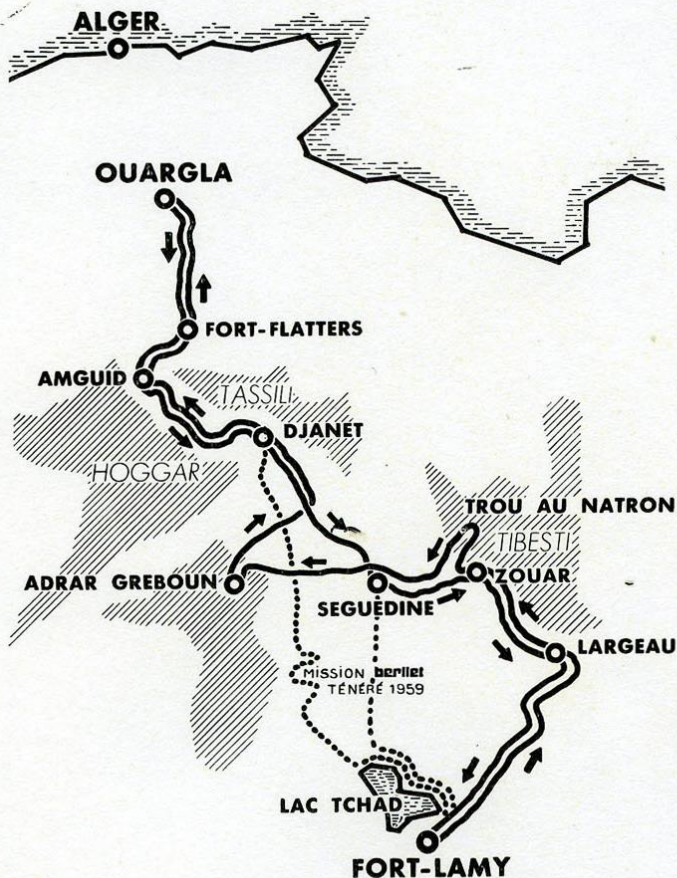 ALGER
OUARGLA
FORT-FLATTERS
AMGUID
TASSILI
DJANET
HOGGAR
TROU AU NATRON
TIBESTI
ADRAR GREBOUN
ZOUAR
SEGUEDINE
LARGEAU
MISSION berliet
TÉNÉRÉ 1959
LAC TCHAD
FORT-LAMY